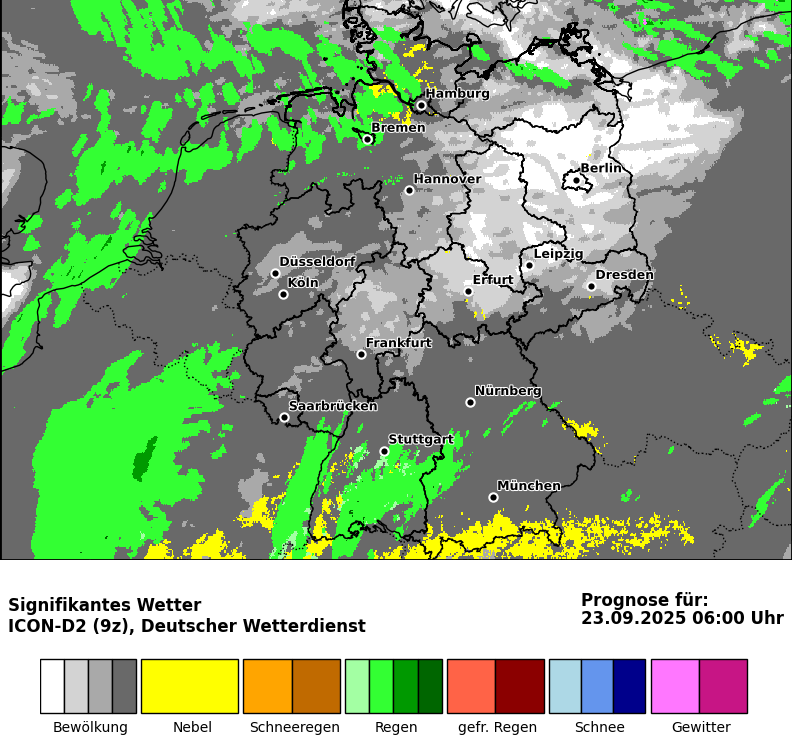 Hamburg
Bremen
Berlin
Hannover
Leipzig
Düsseldorf
Dresden
Erfurt
Köln
Frankfurt
Nürnberg
Saarbrücken
Stuttgart
München
Signifikantes Wetter
ICON-D2 (9z), Deutscher Wetterdienst
Prognose für:
23.09.2025 06:00 Uhr
Bewölkung Nebel Schneeregen Regen gefr. Regen Schnee Gewitter